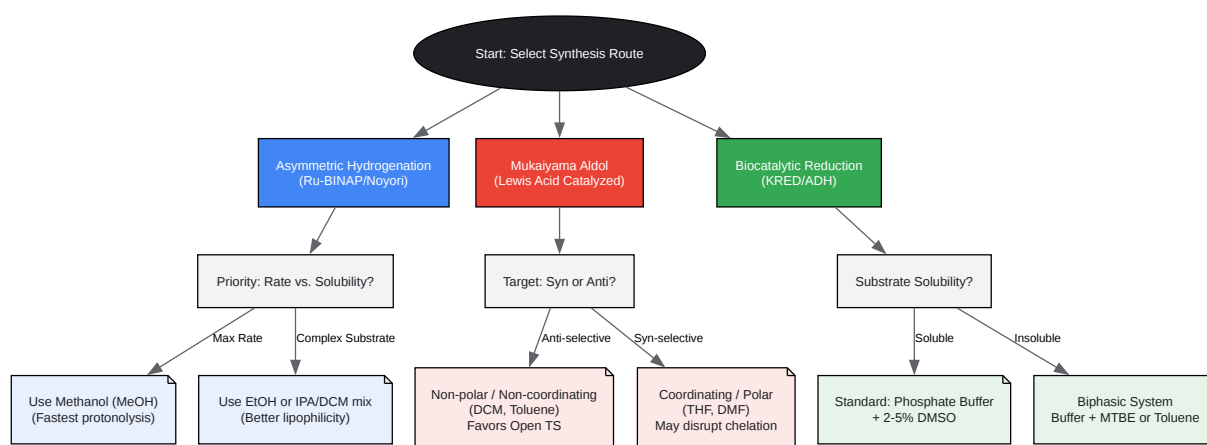 Start: Select Synthesis Route
Asymmetric Hydrogenation
(Ru-BINAP/Noyori)
Mukaiyama Aldol
(Lewis Acid Catalyzed)
Biocatalytic Reduction
(KRED/ADH)
Priority: Rate vs. Solubility?
Target: Syn or Anti?
Substrate Solubility?
Max Rate
Complex Substrate
Anti-selective
Syn-selective
Soluble
Insoluble
Use Methanol (MeOH)
(Fastest protonolysis)
Use EtOH or IPA/DCM mix
(Better lipophilicity)
Non-polar / Non-coordinating
(DCM, Toluene)
Favors Open TS
Coordinating / Polar
(THF, DMF)
May disrupt chelation
Standard: Phosphate Buffer
+ 2-5% DMSO
Biphasic System
Buffer + MTBE or Toluene